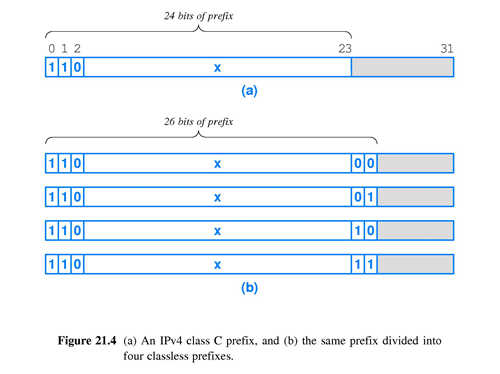 24 bits of prefix
0 1 2 23 31
1 1 0 x
(a)
26 bits of prefix
1 1 0 x 0 0
1 1 0 x 0 1
1 1 0 x 1 0
1 1 0 x 1 1
(b)
Figure 21.4 (a) An IPv4 class C prefix, and (b) the same prefix divided into
four classless prefixes.